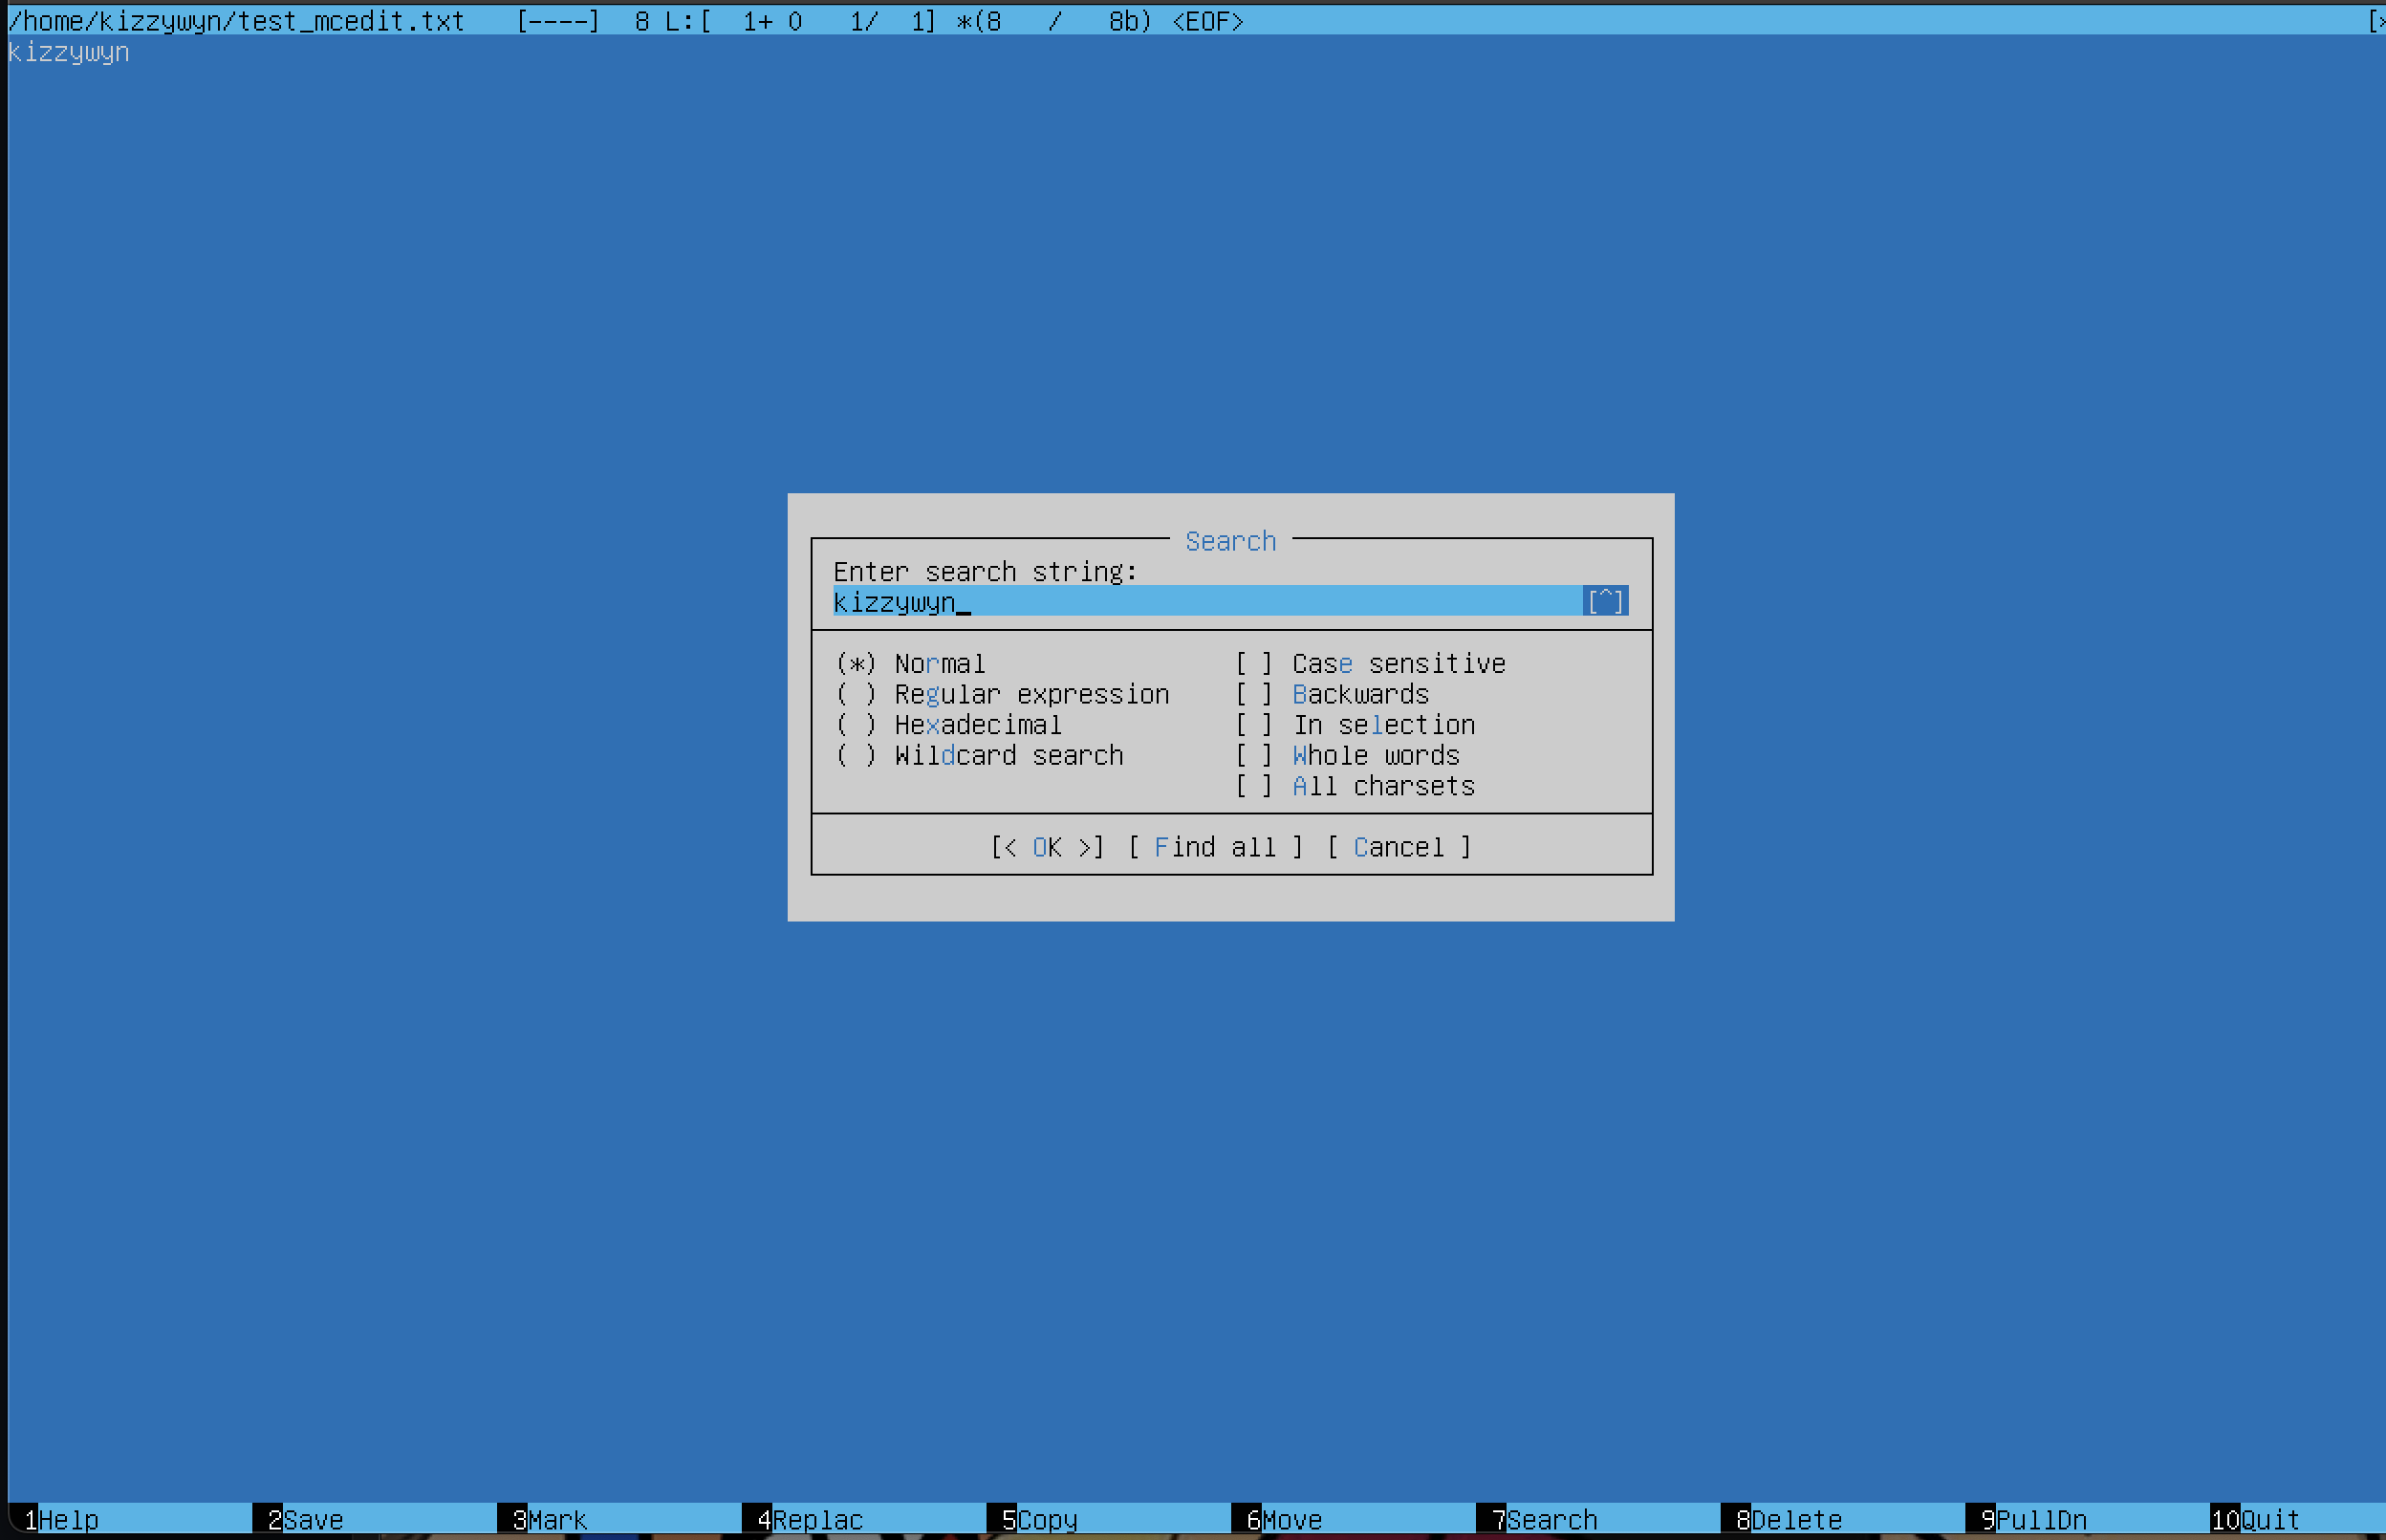 /home/kizzywyn/test_mcedit.txt [----] 8 L:[ 1+ 0 1/ 1] *(8 / 8b) <EOF>
kizzywyn
Search
Enter search string:
kizzywyn_ [^]
(*) Normal [ ] Case sensitive
( ) Regular expression [ ] Backwards
( ) Hexadecimal [ ] In selection
( ) Wildcard search [ ] Whole words
[ ] All charsets
[< OK >] [ Find all ] [ Cancel ]
1Help 2Save 3Mark 4Replac 5Copy 6Move 7Search 8Delete 9PullDn 10Quit